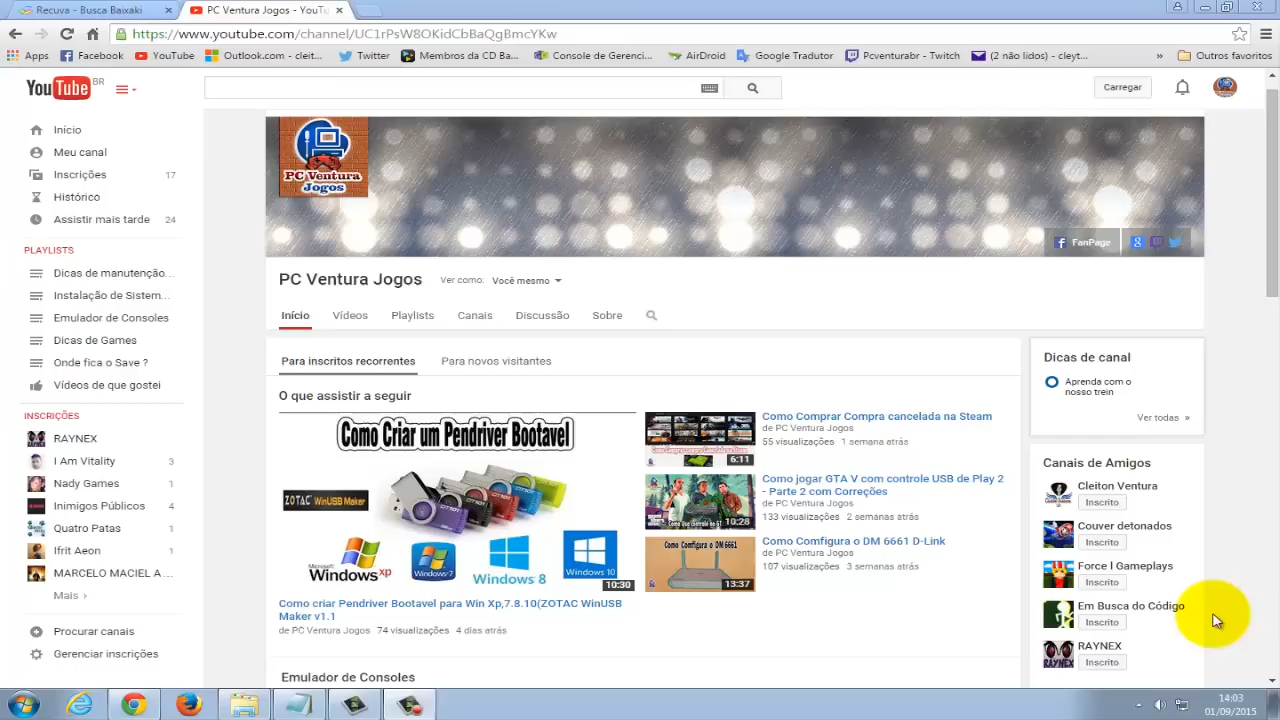 Recuva - Busca Baixaki
PC Ventura Jogos - YouTu
https://www.youtube.com/channel/UC1rPsW8OKidCbBaQgBmcYKw
Apps
Facebook
YouTube
Outlook.com - cleit...
Twitter
Membros da CD Ba...
Console de Gerenci...
AirDroid
Google Tradutor
Pcventurabr - Twitch
(2 não lidos) - cleyt...
»
Outros favoritos
YouTube BR
Carregar
Início
Meu canal
Inscrições 17
Histórico
Assistir mais tarde 24
PLAYLISTS
Dicas de manutenção...
Instalação de Sistem...
Emulador de Consoles
Dicas de Games
Onde fica o Save ?
Vídeos de que gostei
INSCRIÇÕES
RAYNEX
I Am Vitality 3
Nady Games 1
Inimigos Públicos 4
Quatro Patas 1
Ifrit Aeon 1
MARCELO MACIEL A...
Mais ›
Procurar canais
Gerenciar inscrições
PC Ventura
Jogos
FanPage
PC Ventura Jogos
Ver como: Você mesmo
Início
Vídeos
Playlists
Canais
Discussão
Sobre
Para inscritos recorrentes
Para novos visitantes
O que assistir a seguir
Como Criar um Pendriver Bootavel
ZOTAC WinUSB Maker
Microsoft
Windows xp
Windows 7
Windows 8
Windows 10
10:30
Como criar Pendriver Bootavel para Win Xp,7.8.10(ZOTAC WinUSB
Maker v1.1
de PC Ventura Jogos 74 visualizações 4 dias atrás
6:11
Como Comprar Compra cancelada na Steam
de PC Ventura Jogos
55 visualizações 1 semana atrás
10:28
Como jogar GTA V com controle USB de Play 2
- Parte 2 com Correções
de PC Ventura Jogos
133 visualizações 2 semanas atrás
Como Comfigura o DM 6661
13:37
Como Comfigura o DM 6661 D-Link
de PC Ventura Jogos
107 visualizações 3 semanas atrás
Emulador de Consoles
Dicas de canal
Aprenda com o
nosso trein
Ver todas »
Canais de Amigos
Cleiton Ventura
Inscrito
Couver detonados
Inscrito
Force l Gameplays
Inscrito
Em Busca do Código
Inscrito
RAYNEX
RAYNEX
Inscrito
14:03
01/09/2015